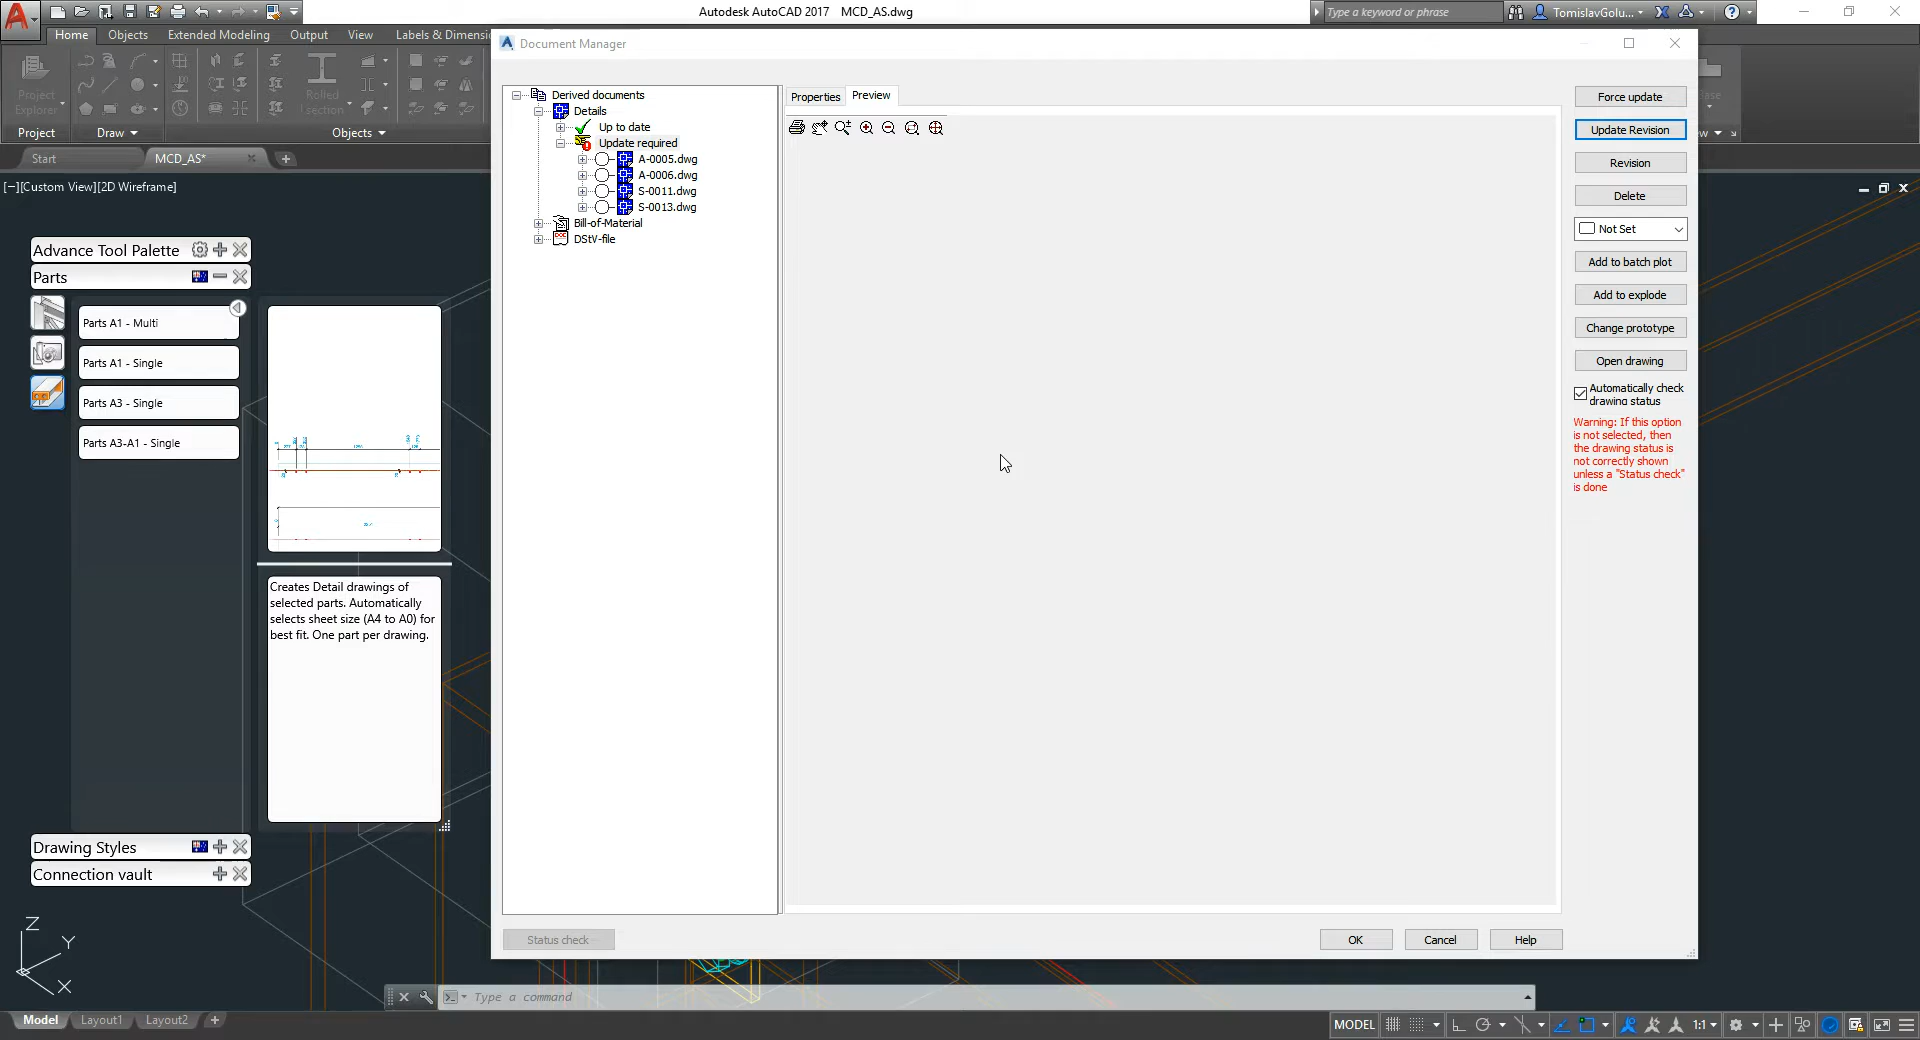 Autodesk AutoCAD 2017 MCD_AS.dwg
Type a keyword or phrase
TomislavGolu...
Home Objects Extended Modeling Output View Labels & Dimensi
Project
Explorer
Rolled
I section
Project Draw Objects
Start MCD_AS*
[−][Custom View][2D Wireframe]
Advance Tool Palette
Parts
Parts A1 - Multi
Parts A1 - Single
Parts A3 - Single
Parts A3-A1 - Single
Creates Detail drawings of
selected parts. Automatically
selects sheet size (A4 to A0) for
best fit. One part per drawing.
Drawing Styles
Connection vault
Z
Y
X
Document Manager
Derived documents
Details
Up to date
Update required
A-0005.dwg
A-0006.dwg
S-0011.dwg
S-0013.dwg
Bill-of-Material
DStV-file
Properties Preview
Force update
Update Revision
Revision
Delete
Not Set
Add to batch plot
Add to explode
Change prototype
Open drawing
Automatically check
drawing status
Warning: If this option
is not selected, then
the drawing status is
not correctly shown
unless a "Status check"
is done
Status check OK Cancel Help
Type a command
Model Layout1 Layout2
MODEL 1:1